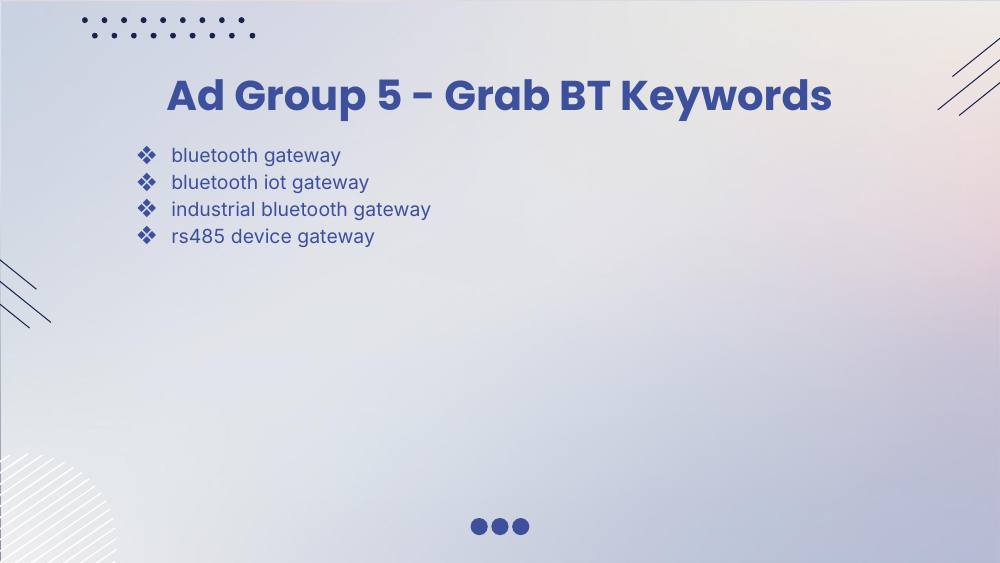 Ad Group 5 - Grab BT Keywords
❖ bluetooth gateway
❖ bluetooth iot gateway
❖ industrial bluetooth gateway
❖ rs485 device gateway